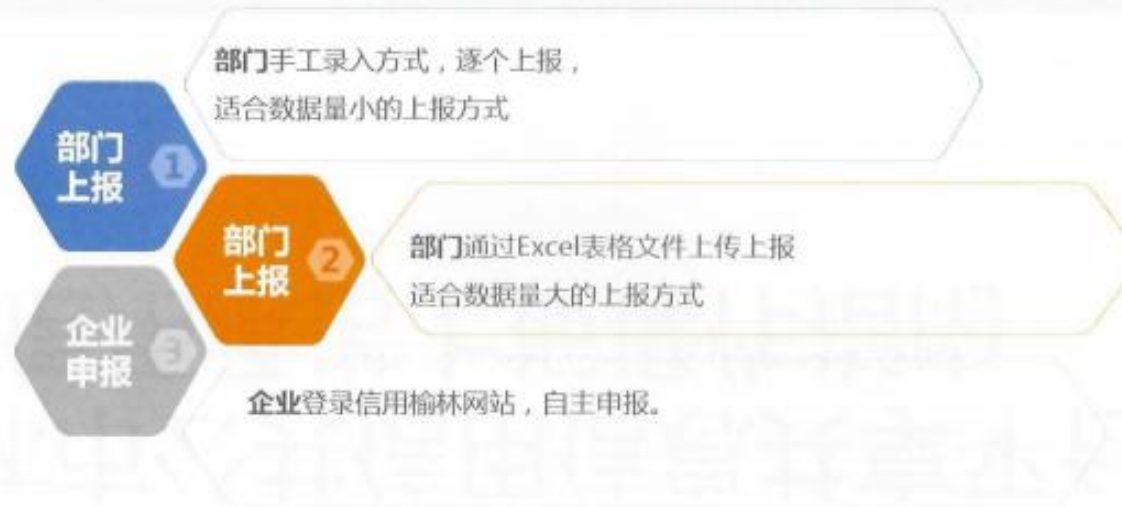 部门手工录入方式，逐个上报，
适合数据量小的上报方式
部门
上报
1
部门
上报
2
部门通过Excel表格文件上传上报
适合数据量大的上报方式
企业
申报
3
企业登录信用榆林网站，自主申报。